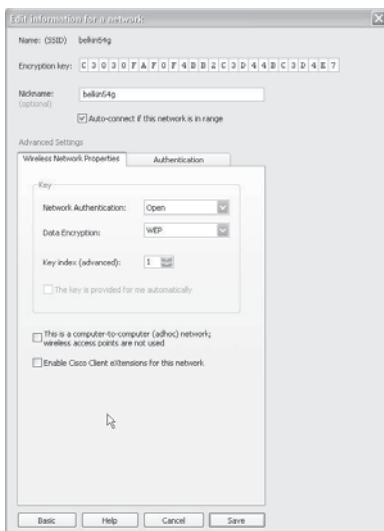 Edit information for a network
Name: (SSID) belkin54g
Encryption key: C 3 0 3 0 F A F 0 F 4 B B 2 C 3 D 4 4 B C 3 D 4 E 7
Nickname: belkin54g
(optional)
Auto-connect if this network is in range
Advanced Settings
Wireless Network Properties Authentication
Key
Network Authentication: Open
Data Encryption: WEP
Key index (advanced): 1
The key is provided for me automatically
This is a computer-to-computer (adhoc) network;
wireless access points are not used
Enable Cisco Client eXtensions for this network
Basic Help Cancel Save